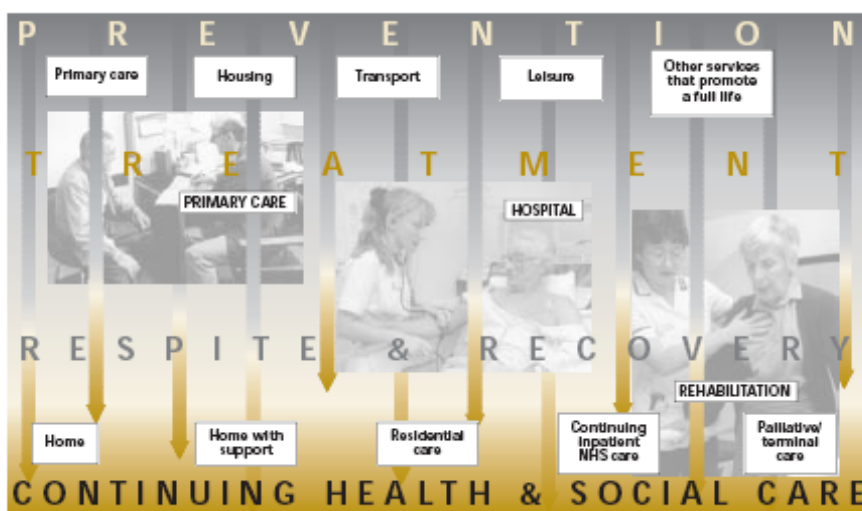 PREVENTION
Primary care
Housing
Transport
Leisure
Other services
that promote
a full life
TREATMENT
PRIMARY CARE
HOSPITAL
RESPITE & RECOVERY
REHABILITATION
Home
Home with
support
Residential
care
Continuing
inpatient
NHS care
Palliative/
terminal
care
CONTINUING HEALTH & SOCIAL CARE